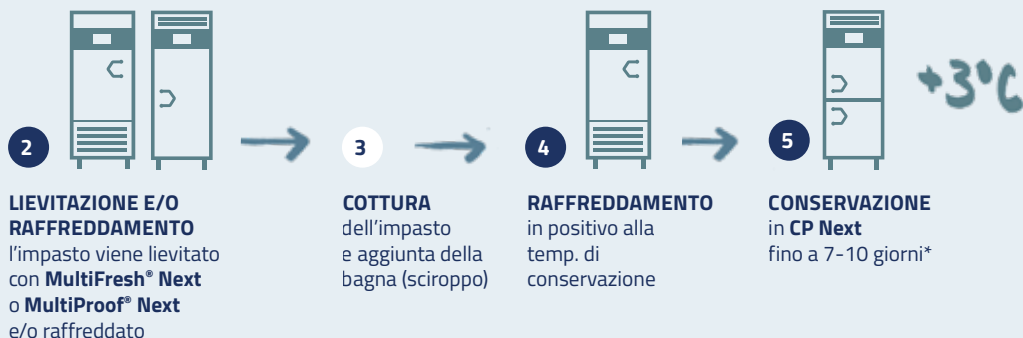 +3°C
2
LIEVITAZIONE E/O
RAFFREDDAMENTO
l'impasto viene lievitato
con MultiFresh® Next
o MultiProof® Next
e/o raffreddato
3
COTTURA
dell'impasto
e aggiunta della
bagna (sciroppo)
4
RAFFREDDAMENTO
in positivo alla
temp. di
conservazione
5
CONSERVAZIONE
in CP Next
fino a 7-10 giorni*